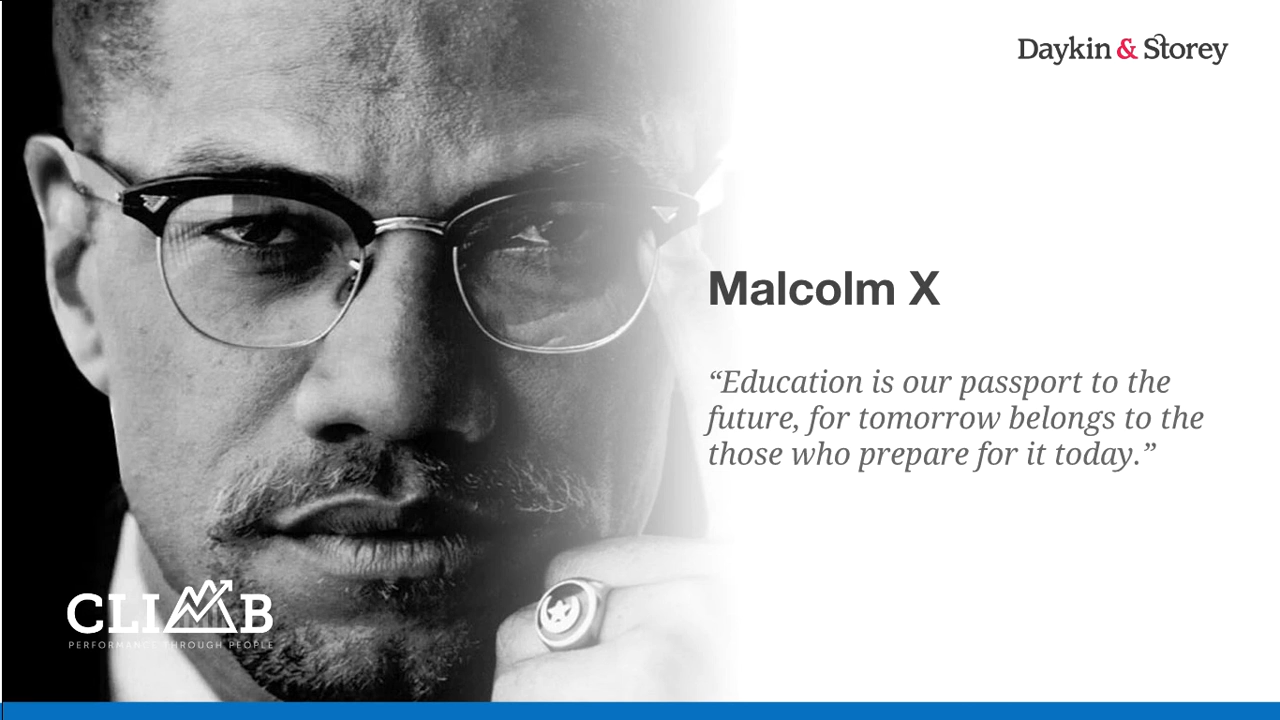 Daykin & Storey
Malcolm X
“Education is our passport to the
future, for tomorrow belongs to the
those who prepare for it today.”
CLIMB
PERFORMANCE THROUGH PEOPLE